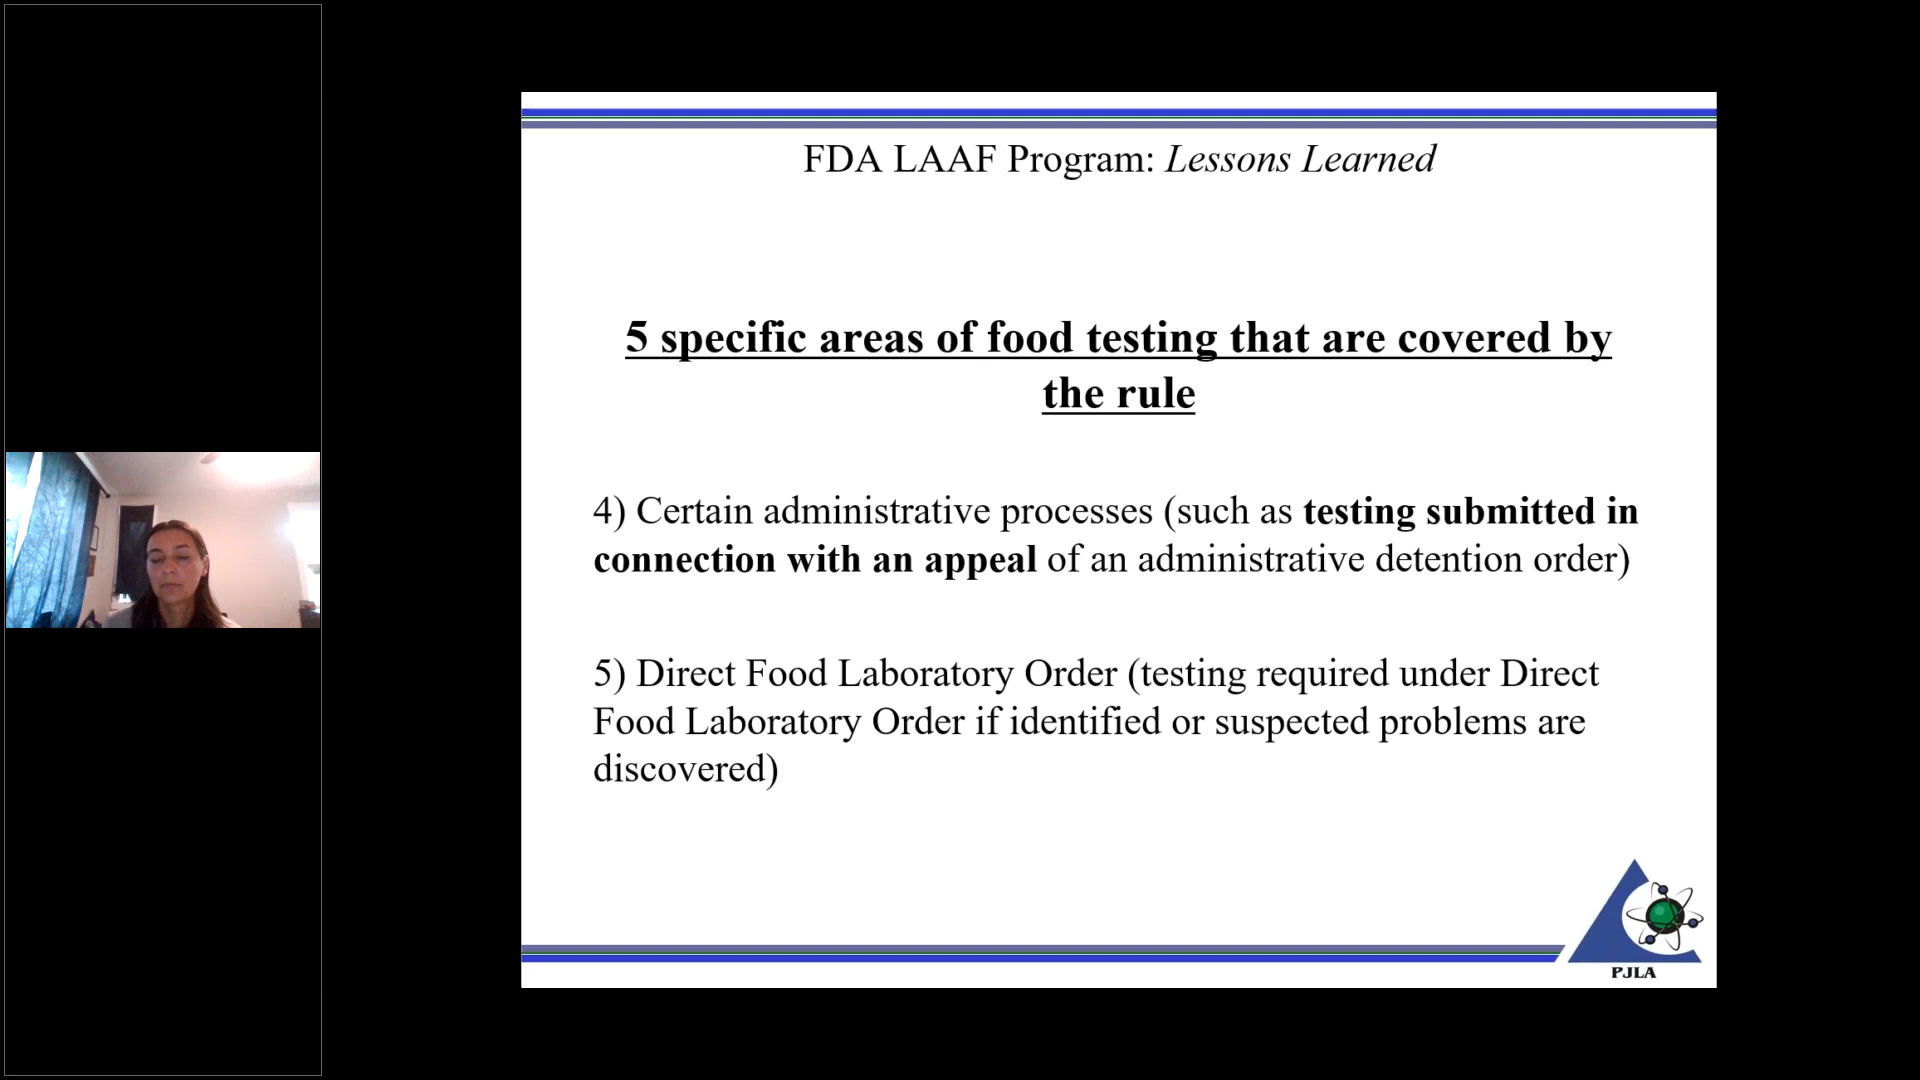 FDA LAAF Program: Lessons Learned
5 specific areas of food testing that are covered by
the rule
4) Certain administrative processes (such as testing submitted in
connection with an appeal of an administrative detention order)
5) Direct Food Laboratory Order (testing required under Direct
Food Laboratory Order if identified or suspected problems are
discovered)
PJLA